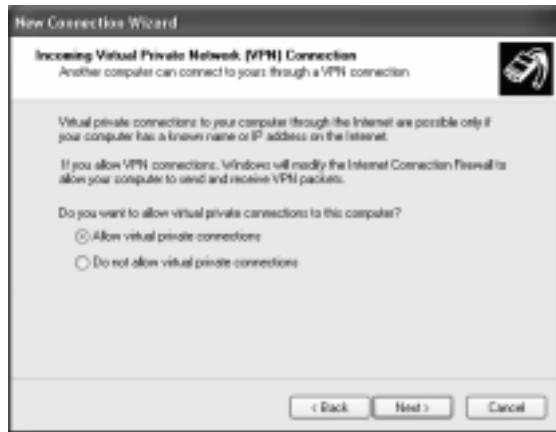 New Connection Wizard
Incoming Virtual Private Network (VPN) Connection
Another computer can connect to yours through a VPN connection
Virtual private connections to your computer through the Internet are possible only if
your computer has a known name or IP address on the Internet.
If you allow VPN connections, Windows will modify the Internet Connection Firewall to
allow your computer to send and receive VPN packets.
Do you want to allow virtual private connections to this computer?
Allow virtual private connections
Do not allow virtual private connections
< Back Next > Cancel